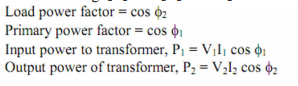 Load power factor = cos ϕ₂
Primary power factor = cos ϕ₁
Input power to transformer, P₁ = V₁I₁ cos ϕ₁
Output power of transformer, P₂ = V₂I₂ cos ϕ₂